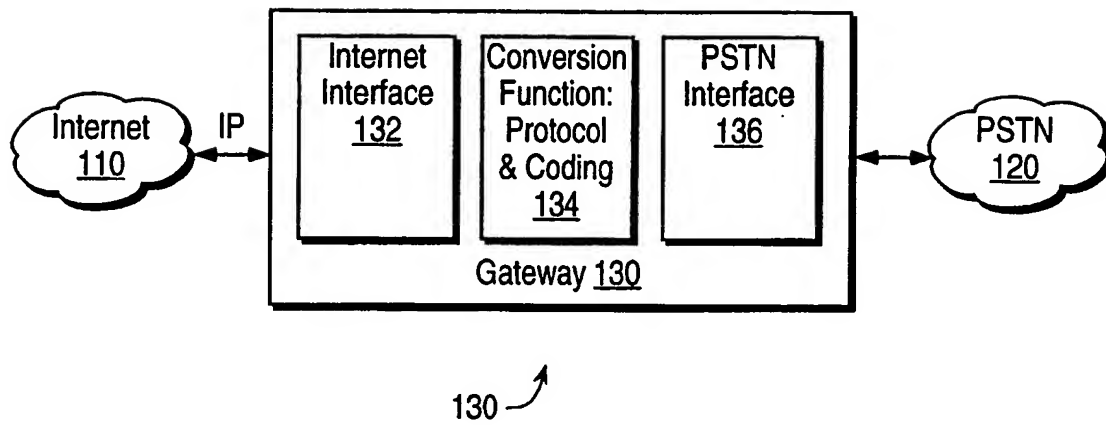 Internet
110
IP
Internet
Interface
132
Conversion
Function:
Protocol
& Coding
134
PSTN
Interface
136
Gateway 130
PSTN
120
130